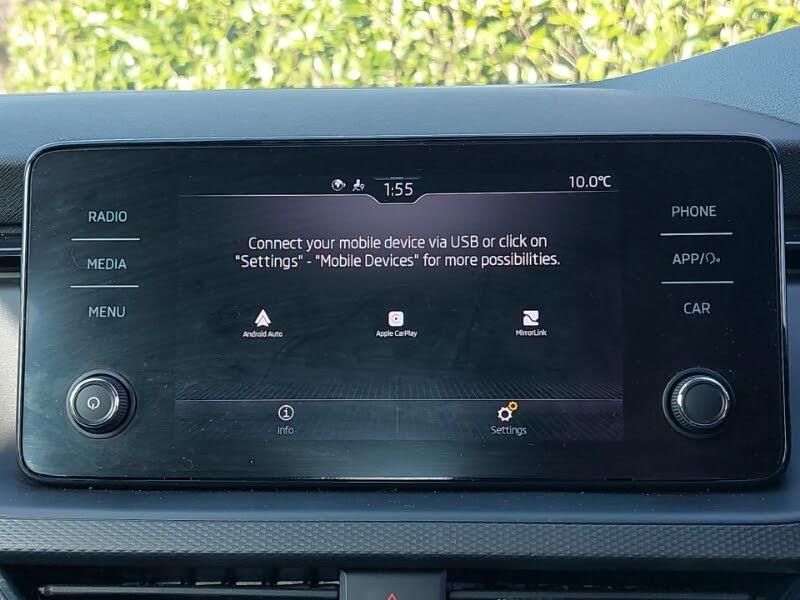 1:55
10.0°C
RADIO
MEDIA
MENU
Connect your mobile device via USB or click on
"Settings" - "Mobile Devices" for more possibilities.
Android Auto
Apple CarPlay
MirrorLink
Info
Settings
PHONE
APP/
CAR